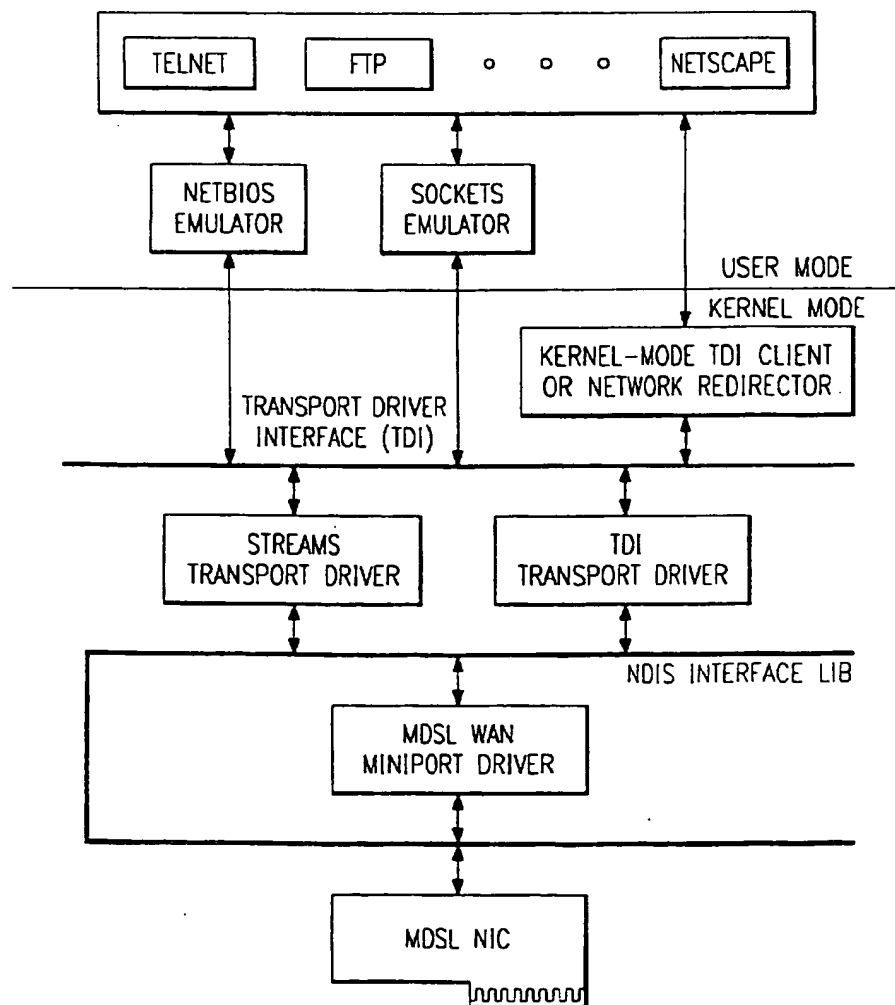 TELNET
FTP
NETSCAPE
NETBIOS
EMULATOR
SOCKETS
EMULATOR
USER MODE
KERNEL MODE
KERNEL-MODE TDI CLIENT
OR NETWORK REDIRECTOR
TRANSPORT DRIVER
INTERFACE (TDI)
STREAMS
TRANSPORT DRIVER
TDI
TRANSPORT DRIVER
NDIS INTERFACE LIB
MDSL WAN
MINIPORT DRIVER
MDSL NIC